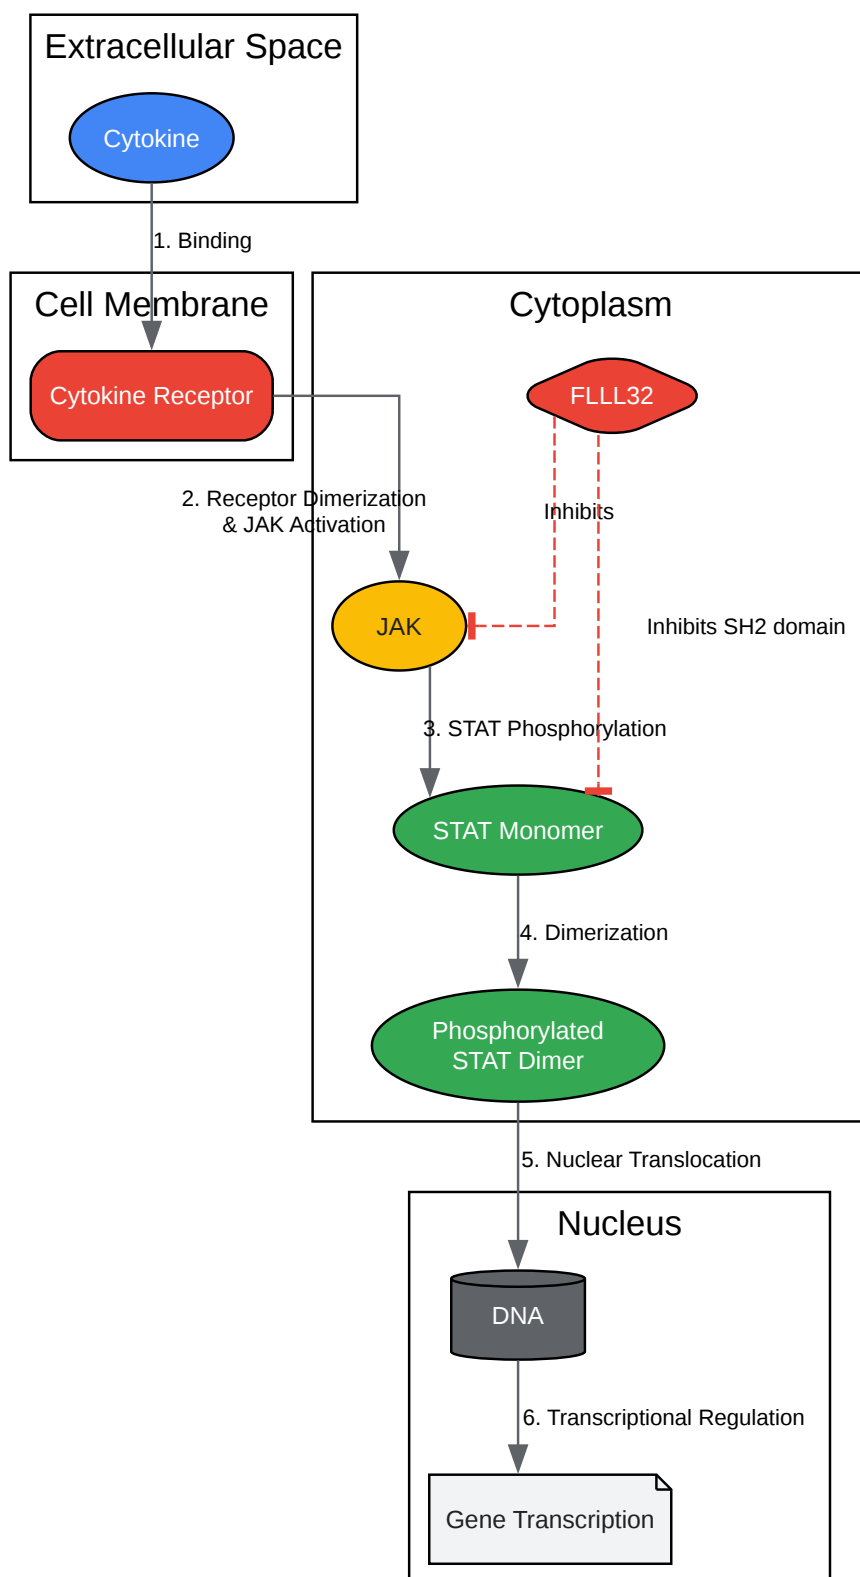 Extracellular Space
Cytokine
1. Binding
Cell Membrane
Cytokine Receptor
Cytoplasm
FLLL32
2. Receptor Dimerization
& JAK Activation
Inhibits
JAK
Inhibits SH2 domain
3. STAT Phosphorylation
STAT Monomer
4. Dimerization
Phosphorylated
STAT Dimer
5. Nuclear Translocation
Nucleus
DNA
6. Transcriptional Regulation
Gene Transcription